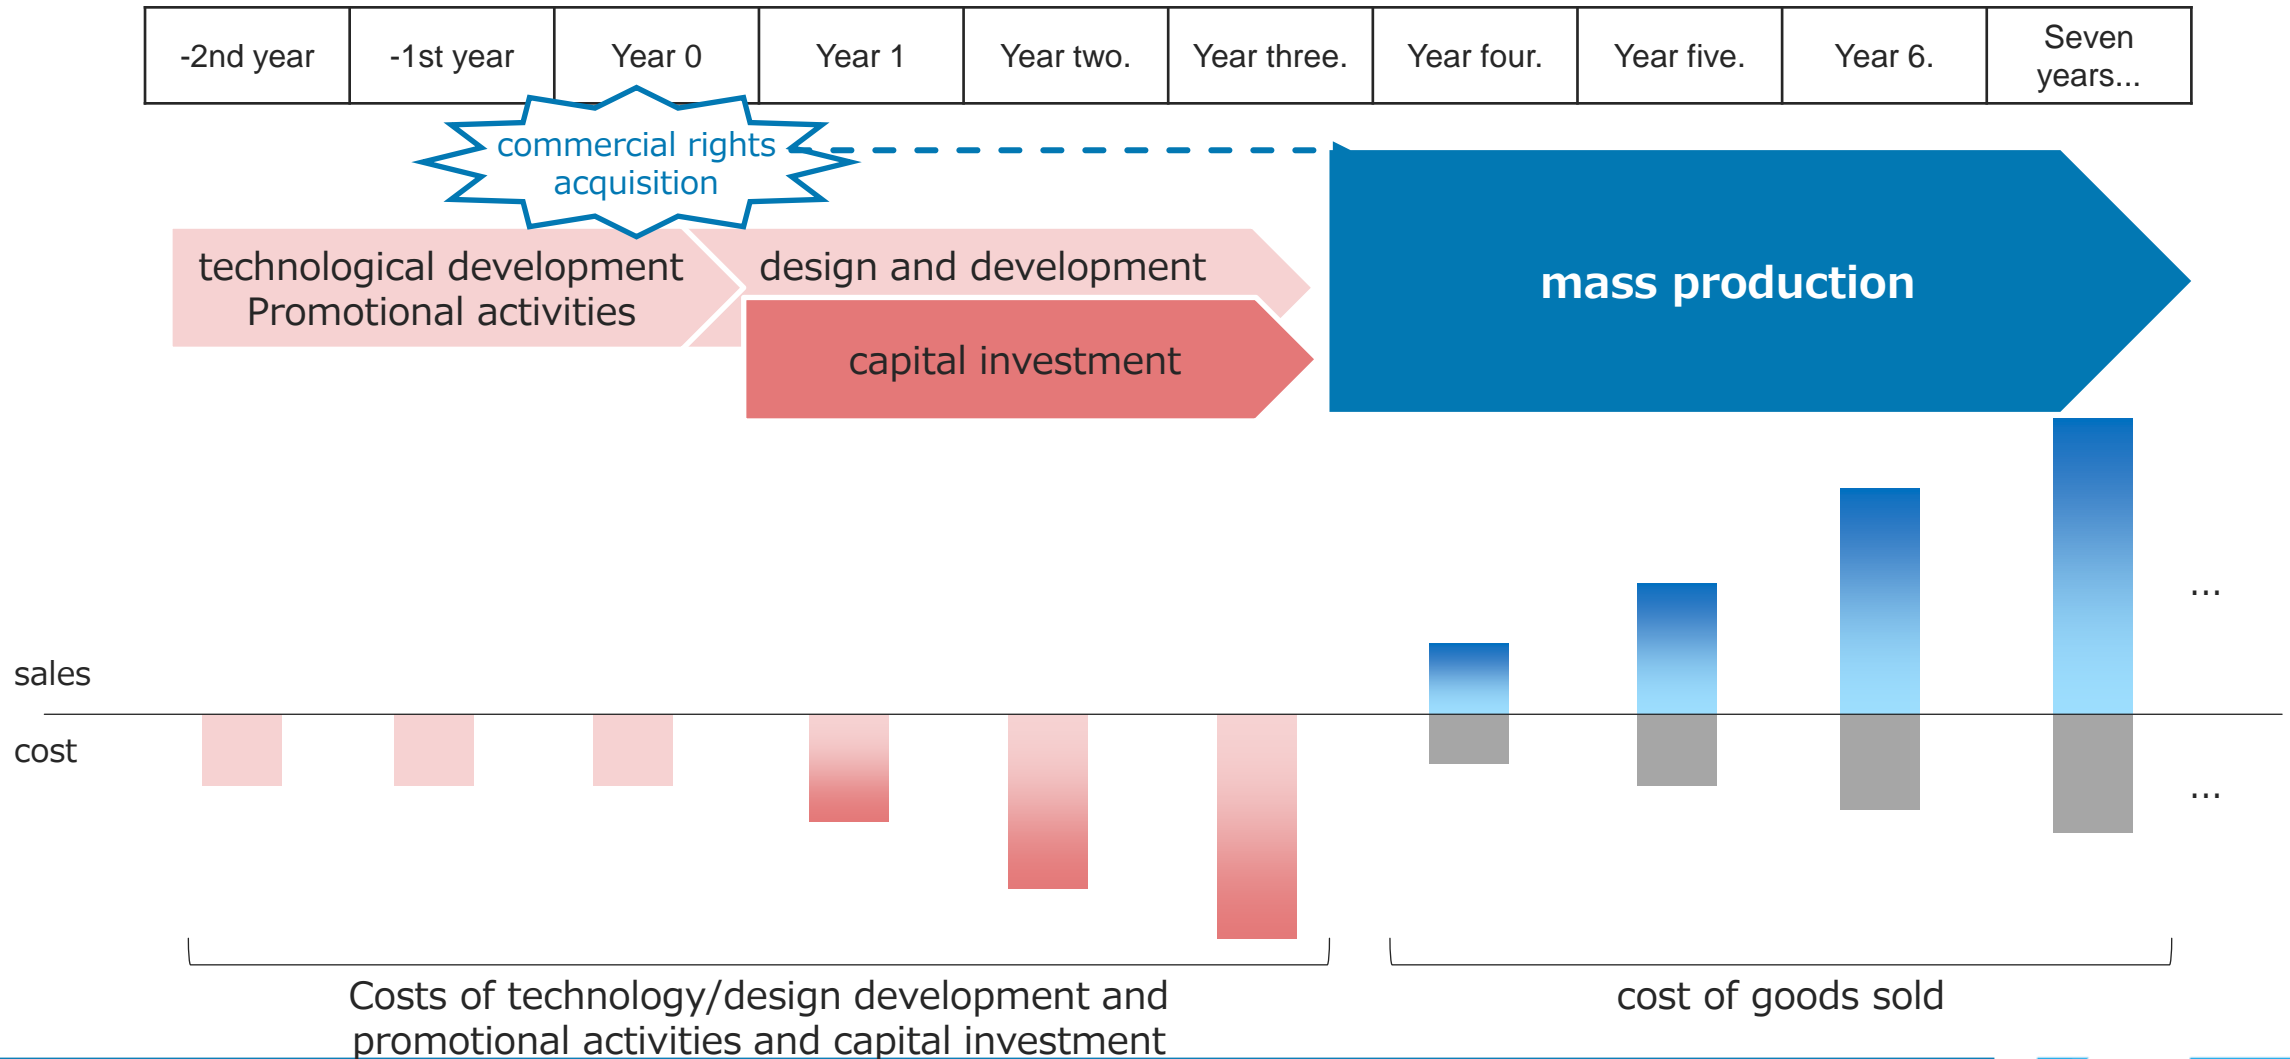 -2nd year
-1st year
Year 0
Year 1
Year two.
Year three.
Year four.
Year five.
Year 6.
Seven
years...
commercial rights
acquisition
technological development
Promotional activities
design and development
capital investment
mass production
sales
cost
...
...
Costs of technology/design development and
promotional activities and capital investment
cost of goods sold